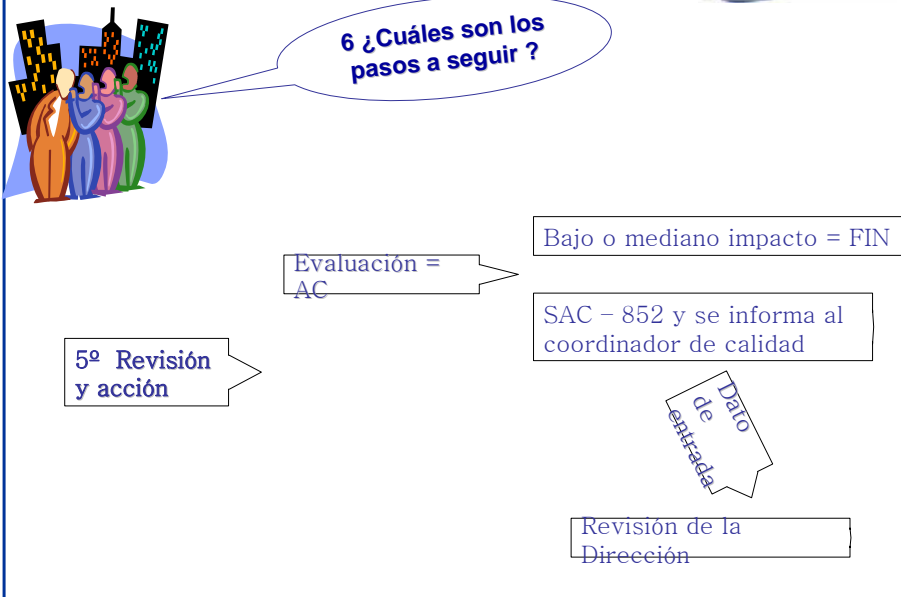 6 ¿Cuáles son los
pasos a seguir ?
Bajo o mediano impacto = FIN
Evaluación =
AC
SAC – 852 y se informa al
coordinador de calidad
5º Revisión
y acción
Dato
de
entrada
Revisión de la
Dirección